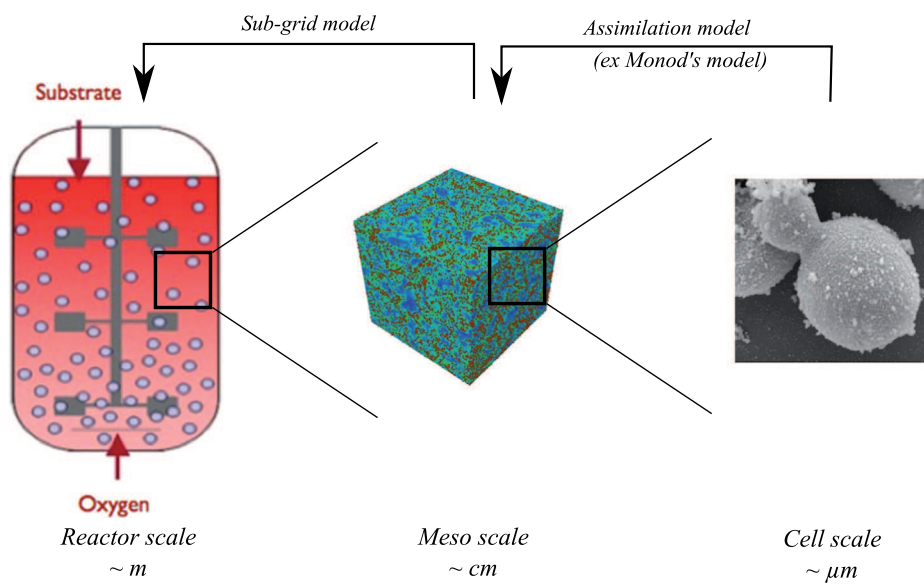 Sub-grid model
Assimilation model
(ex Monod's model)
Substrate
Oxygen
Reactor scale
~ m
Meso scale
~ cm
Cell scale
~ μm